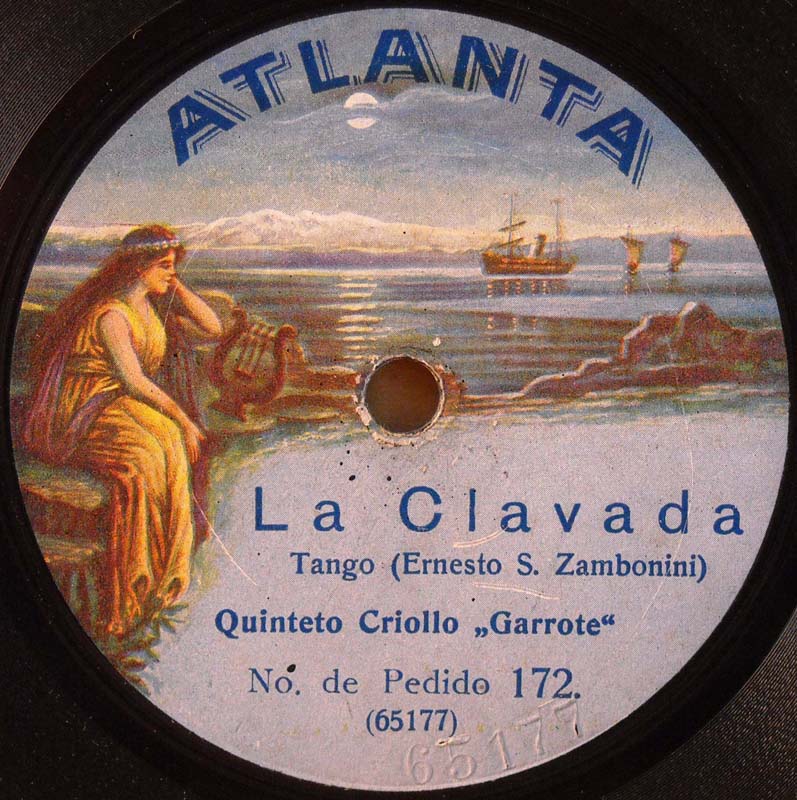 ATLANTA
La Clavada
Tango (Ernesto S. Zambonini)
Quinteto Criollo „Garrote“
No. de Pedido 172.
(65177)
65177